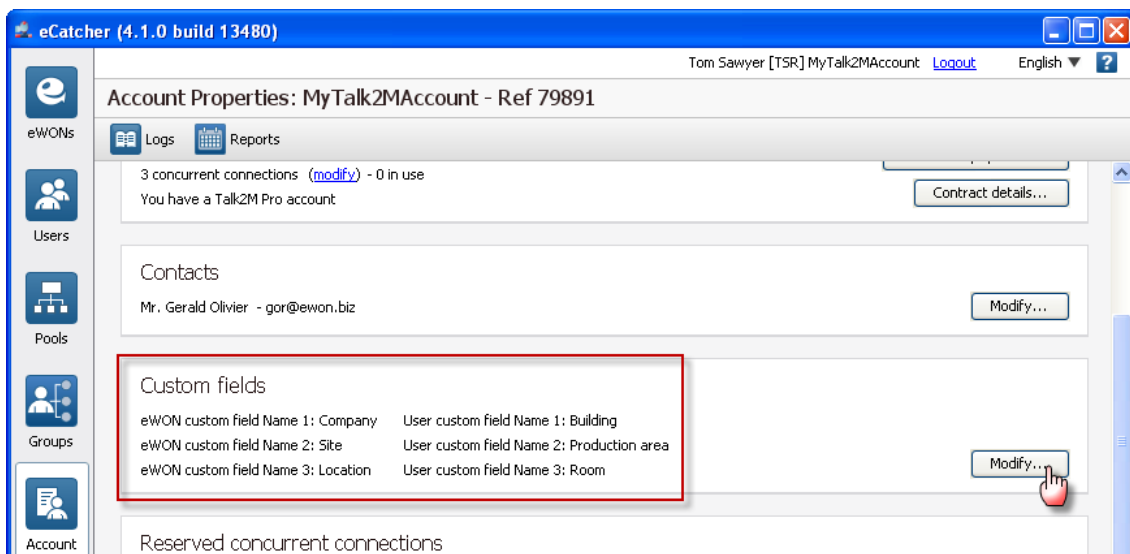 eCatcher (4.1.0 build 13480)
Tom Sawyer [TSR] MyTalk2MAccount Logout English ?
Account Properties: MyTalk2MAccount - Ref 79891
eWONs
Logs Reports
3 concurrent connections (modify) - 0 in use
You have a Talk2M Pro account
Contract details...
Users
Contacts
Mr. Gerald Olivier - gor@ewon.biz
Modify...
Pools
Custom fields
eWON custom field Name 1: Company User custom field Name 1: Building
eWON custom field Name 2: Site User custom field Name 2: Production area
eWON custom field Name 3: Location User custom field Name 3: Room
Modify...
Groups
Account
Reserved concurrent connections